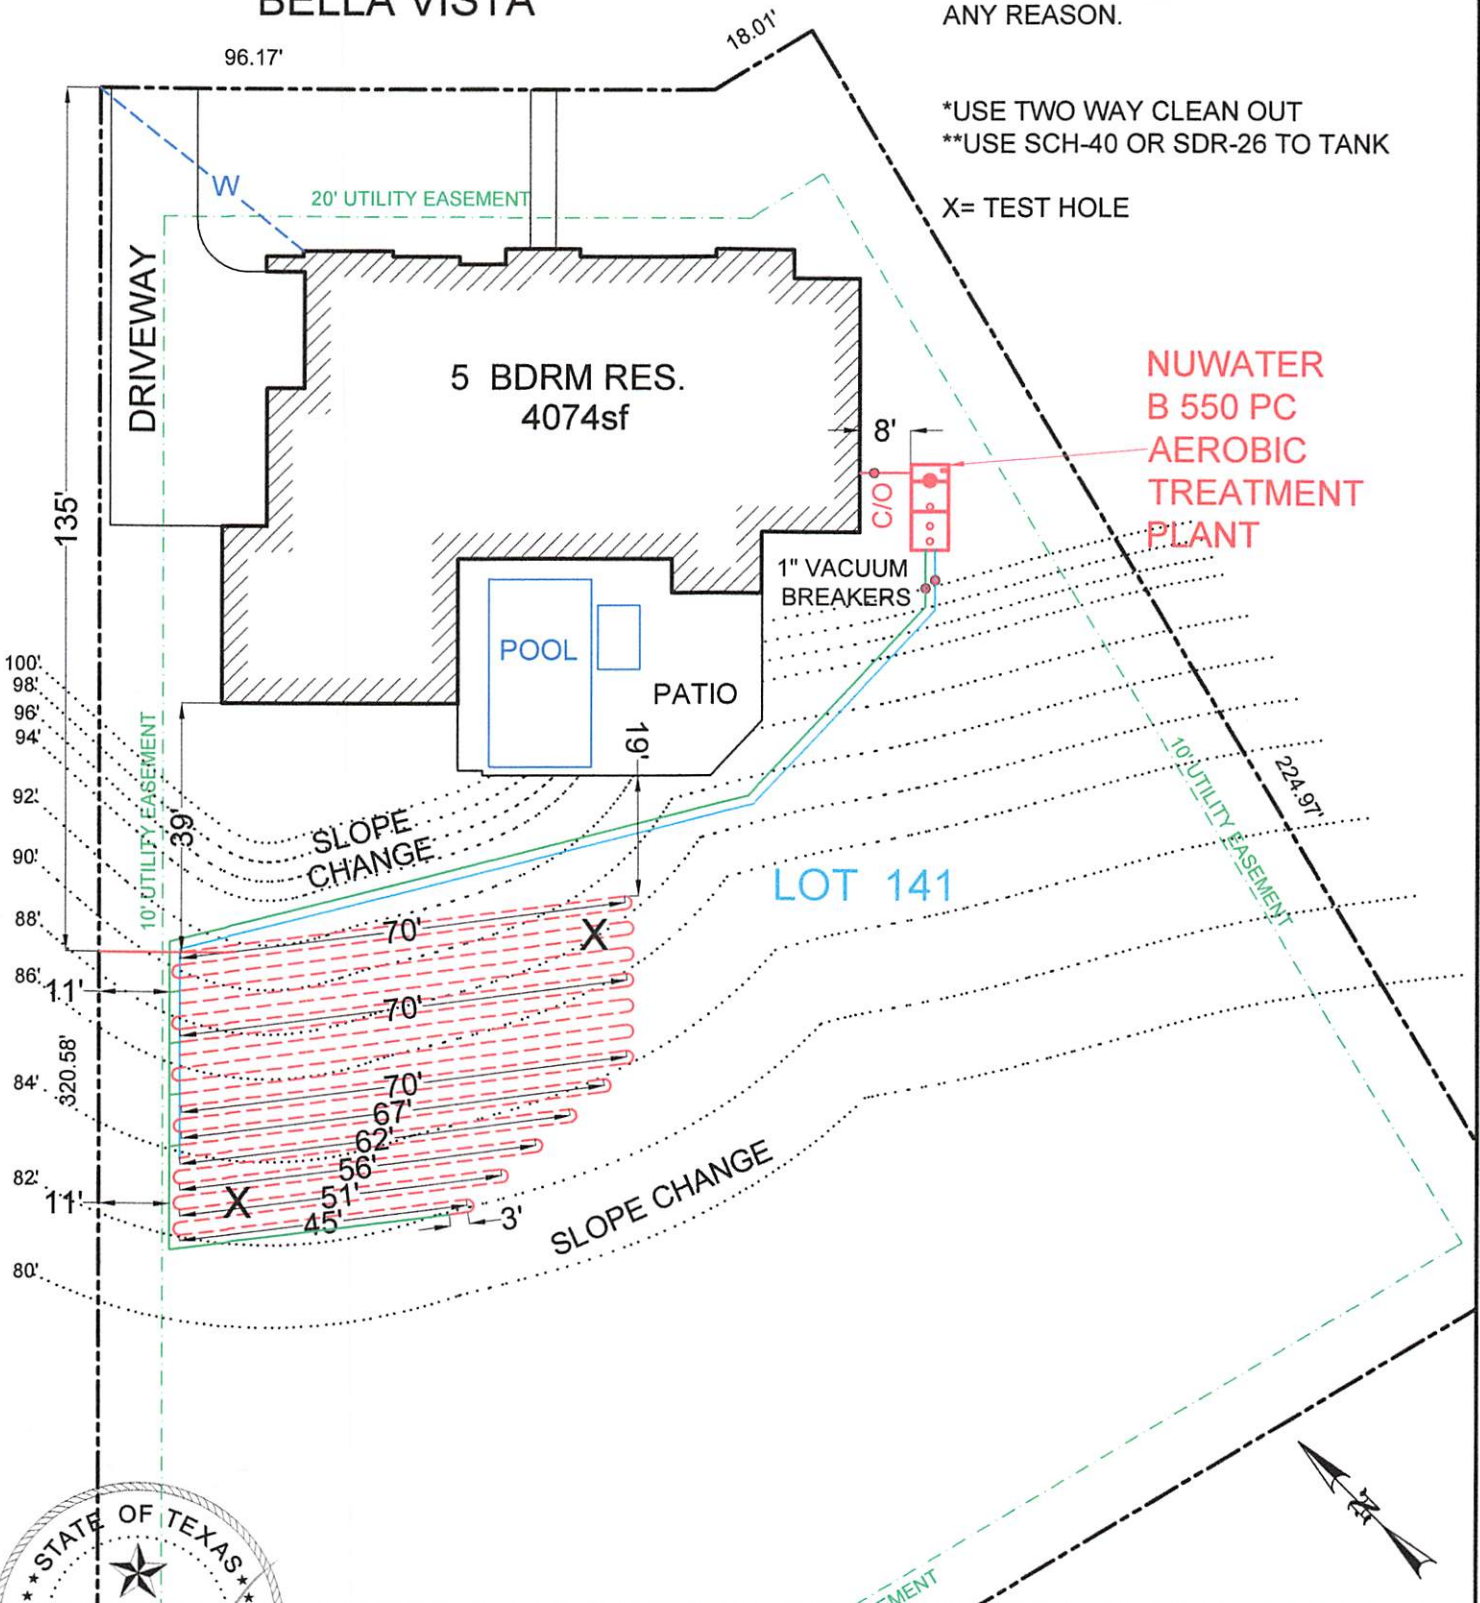 BELLA VISTA
ANY REASON.
18.01'
96.17'
*USE TWO WAY CLEAN OUT
**USE SCH-40 OR SDR-26 TO TANK
X= TEST HOLE
W
20' UTILITY EASEMENT
DRIVEWAY
5 BDRM RES.
4074sf
NUWATER
B 550 PC
AEROBIC
TREATMENT
PLANT
8'
C/O
135'
1" VACUUM
BREAKERS
POOL
PATIO
100'
98'
96'
94'
92'
90'
88'
86'
84'
82'
80'
10' UTILITY EASEMENT
39'
19'
SLOPE
CHANGE
10' UTILITY EASEMENT
224.97'
LOT 141
70'
X
11'
70'
320.58'
70'
67'
62'
56'
51'
45'
X
11'
3'
SLOPE CHANGE
N
STATE OF TEXAS